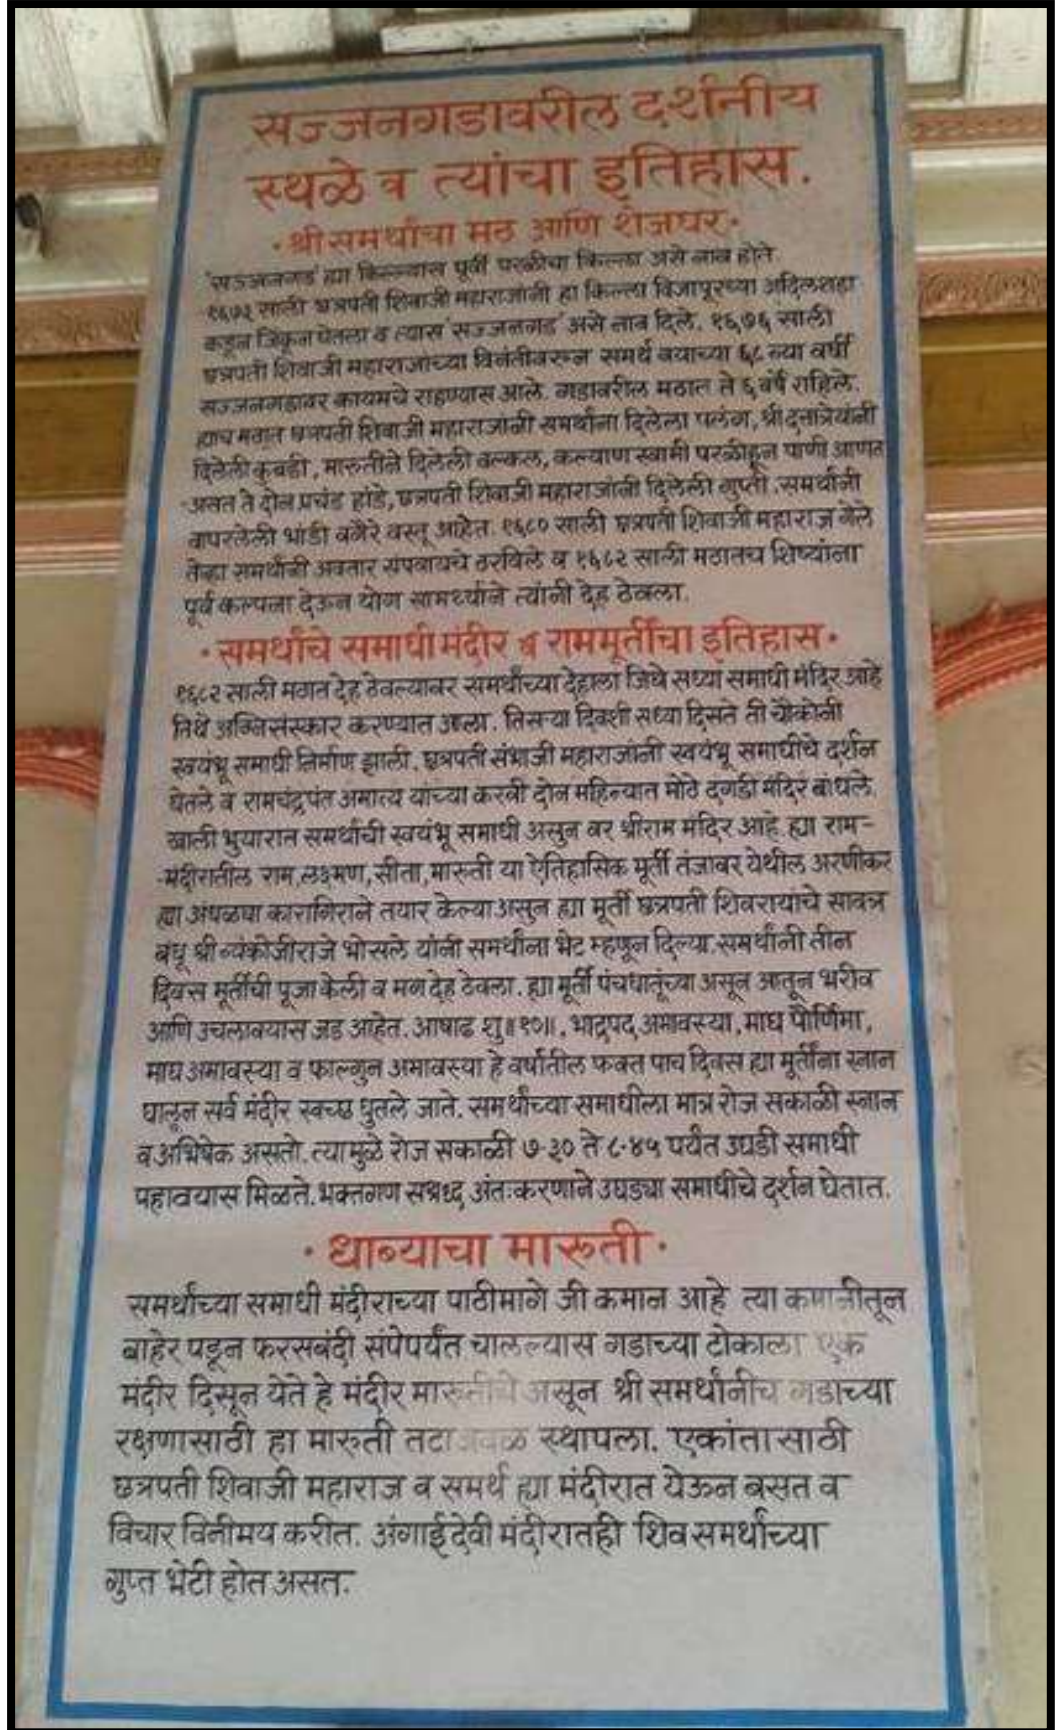 सज्जनगडावरील दर्शनीय
स्थळे व त्यांचा इतिहास.
· श्रीसमर्थांचा मठ आणि शेजघर ·
'सज्जनगड' ह्या किल्ल्यास पूर्वी परळीचा किल्ला असे नाव होते.
१६७३ साली छत्रपती शिवाजी महाराजांनी हा किल्ला विजापूरच्या अदिलशहा
कडून जिंकून घेतला व त्यास 'सज्जनगड' असे नाव दिले. १६७६ साली
छत्रपती शिवाजी महाराजांच्या विनंतीवरून समर्थ वयाच्या ६८ व्या वर्षी
सज्जनगडावर कायमचे राहण्यास आले. गडावरील मठात ते ६ वर्षे राहिले.
ह्याच मठात छत्रपती शिवाजी महाराजांनी समर्थांना दिलेला पलंग, श्रीदत्तात्रेयांनी
दिलेली कुबडी, मारुतीने दिलेली वल्कल, कल्याण स्वामी परळीहून पाणी आणत
असत ते दोन प्रचंड हांडे, छत्रपती शिवाजी महाराजांनी दिलेली गुप्ती, समर्थांनी
वापरलेली भांडी वगैरे वस्तू आहेत. १६८० साली छत्रपती शिवाजी महाराज गेले
तेव्हा समर्थांनी अवतार संपवायचे ठरविले व १६८२ साली मठातच शिष्यांना
पूर्व कल्पना देऊन योग सामर्थ्याने त्यांनी देह ठेवला.
· समर्थांचे समाधी मंदीर व राममूर्तींचा इतिहास ·
१६८२ साली मठात देह ठेवल्यावर समर्थांच्या देहाला जिथे सध्या समाधी मंदिर आहे
तिथे अग्निसंस्कार करण्यात आला. तिसऱ्या दिवशी सध्या दिसते ती चौकोनी
स्वयंभू समाधी निर्माण झाली. छत्रपती संभाजी महाराजांनी स्वयंभू समाधीचे दर्शन
घेतले व रामचंद्रपंत अमात्य यांच्या करवी दोन महिन्यात मोठे दगडी मंदिर बांधले.
खाली भुयारात समर्थांची स्वयंभू समाधी असुन वर श्रीराम मंदिर आहे. ह्या राम-
-मंदीरातील राम, लक्ष्मण, सीता, मारुती या ऐतिहासिक मूर्ती तंजावर येथील अरणीकर
ह्या अंधळ्या कारागिराने तयार केल्या असुन ह्या मूर्ती छत्रपती शिवरायांचे सावत्र
बंधू श्री व्यंकोजीराजे भोसले यांनी समर्थांना भेट म्हणून दिल्या. समर्थांनी तीन
दिवस मूर्तीची पूजा केली व मग देह ठेवला. ह्या मूर्ती पंचधातूंच्या असून आतून भरीव
आणि उचलावयास जड आहेत. आषाढ शु॥१०॥, भाद्रपद अमावस्या, माघ पौर्णिमा,
माघ अमावस्या व फाल्गुन अमावस्या हे वर्षातील फक्त पाच दिवस ह्या मूर्तींना स्नान
घालून सर्व मंदीर स्वच्छ धुतले जाते. समर्थांच्या समाधीला मात्र रोज सकाळी स्नान
व अभिषेक असतो. त्यामुळे रोज सकाळी ७-३० ते ८-४५ पर्यंत उघडी समाधी
पहावयास मिळते. भक्तगण सश्रध्द अंतःकरणाने उघड्या समाधीचे दर्शन घेतात.
· धाब्याचा मारूती ·
समर्थांच्या समाधी मंदीराच्या पाठीमागे जी कमान आहे त्या कमानीतून
बाहेर पडून फरसबंदी संपेपर्यंत चालल्यास गडाच्या टोकाला एक
मंदीर दिसून येते हे मंदीर मारूतीचे असून श्री समर्थांनीच गडाच्या
रक्षणासाठी हा मारुती तटाजवळ स्थापला. एकांतासाठी
छत्रपती शिवाजी महाराज व समर्थ ह्या मंदीरात येऊन बसत व
विचार विनीमय करीत. अंगाईदेवी मंदीरातही शिवसमर्थांच्या
गुप्त भेटी होत असत.